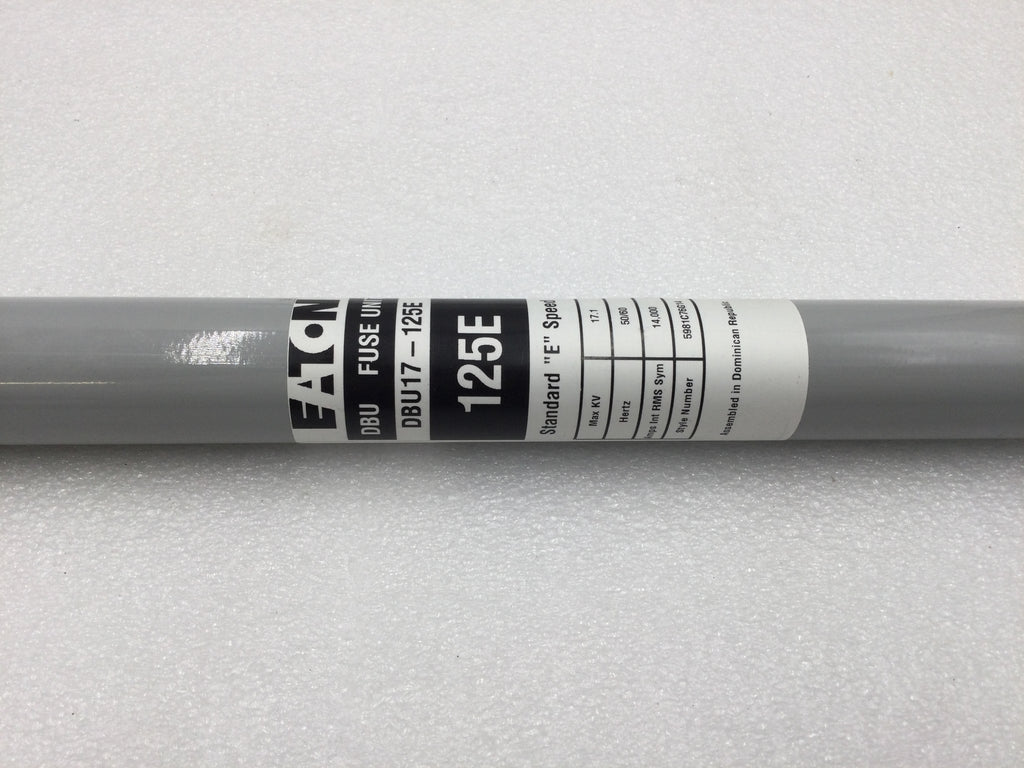 EATON
DBU FUSE UNIT
DBU17-125E
125E
Standard "E" Speed
Max KV 17.1
Hertz 50/60
Amps Int RMS Sym 14,000
Style Number
Assembled in Dominican Republic